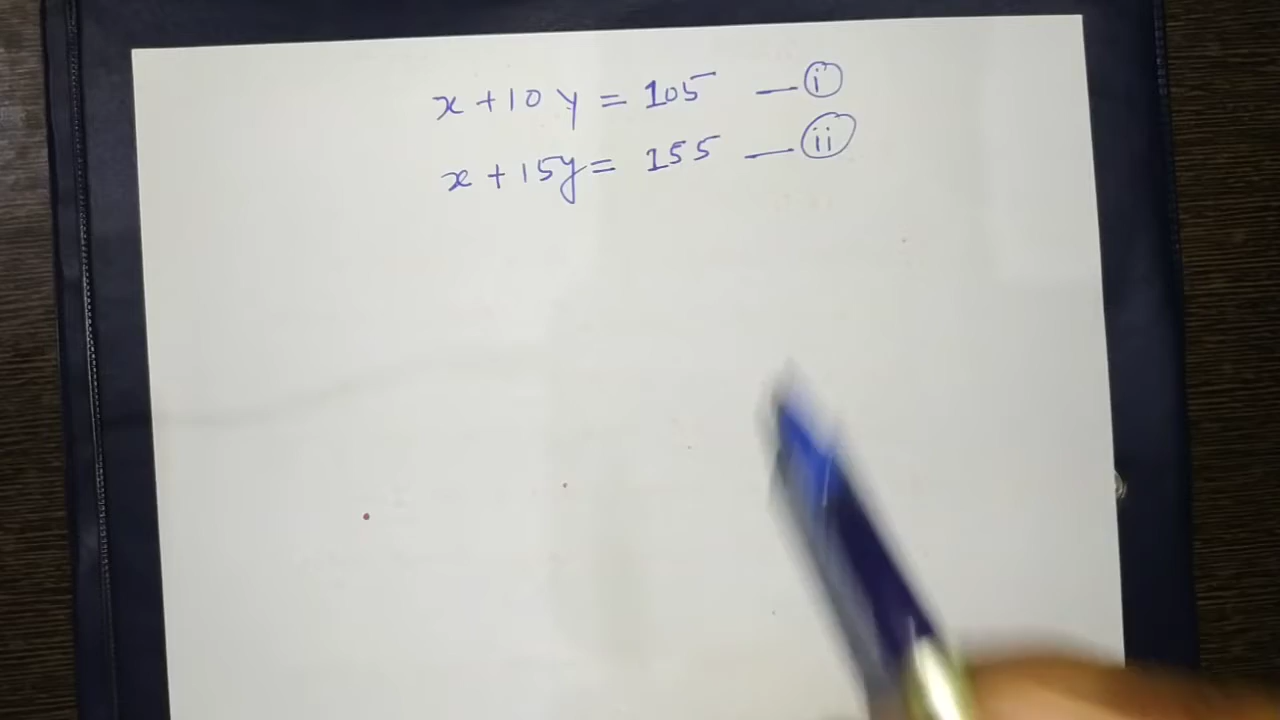 x + 10 y = 105 — i
x + 15y = 155 — ii